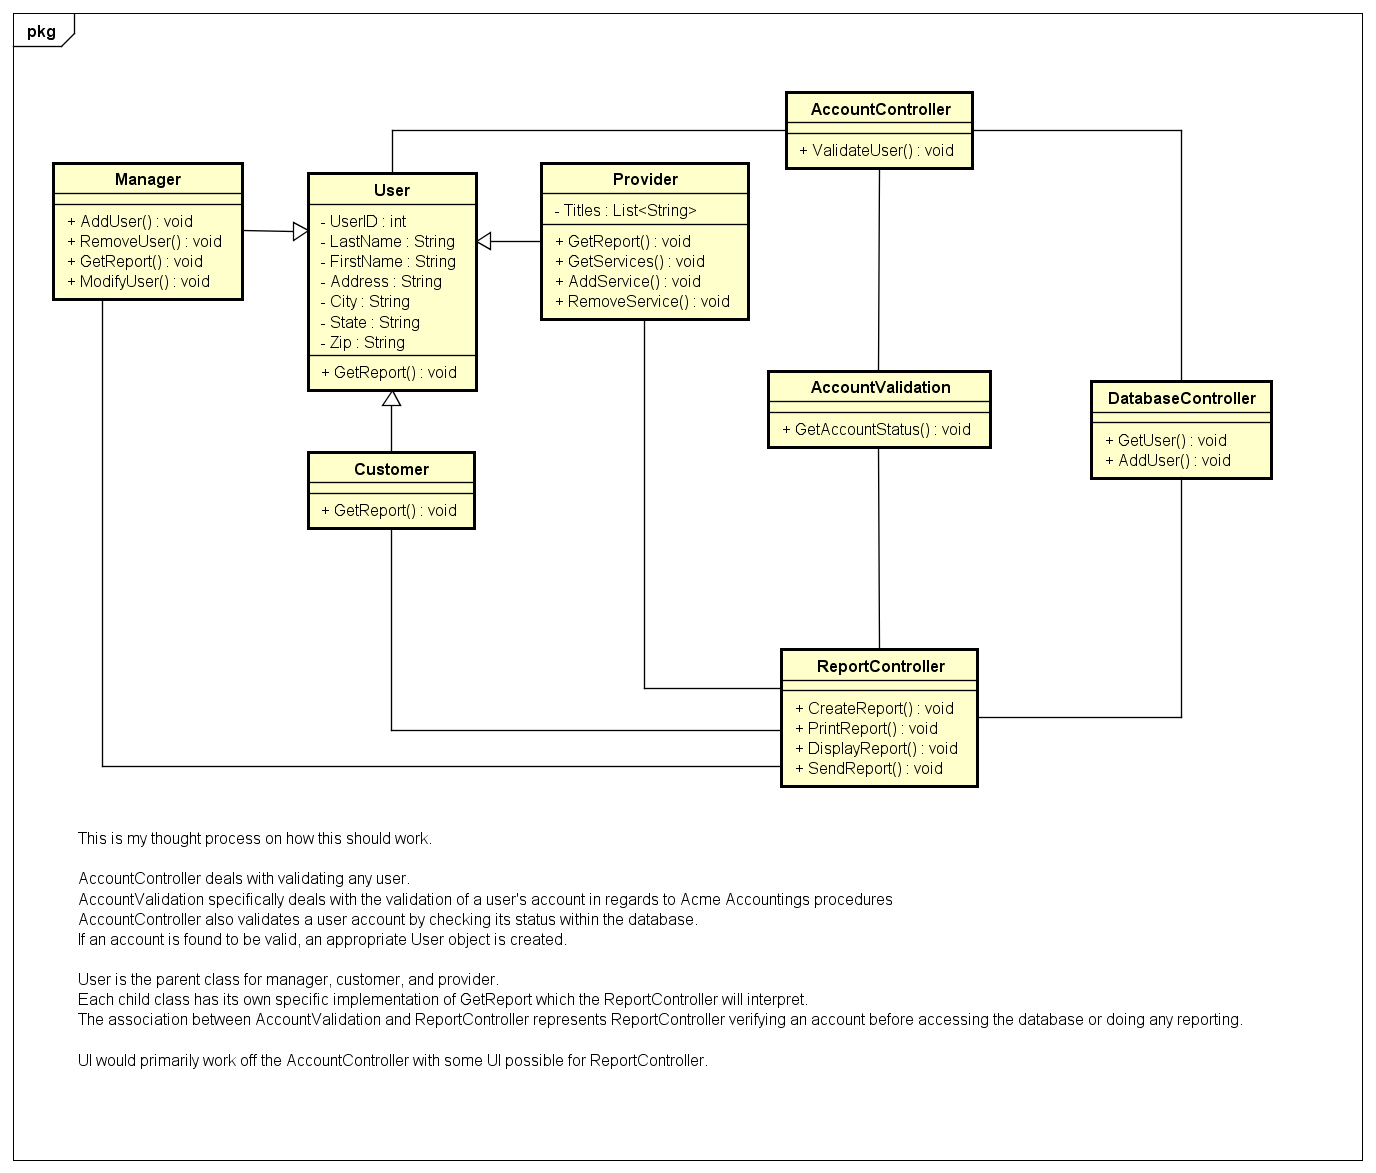 pkg
AccountController
+ ValidateUser() : void
Manager
+ AddUser() : void
+ RemoveUser() : void
+ GetReport() : void
+ ModifyUser() : void
User
- UserID : int
- LastName : String
- FirstName : String
- Address : String
- City : String
- State : String
- Zip : String
+ GetReport() : void
Provider
- Titles : List<String>
+ GetReport() : void
+ GetServices() : void
+ AddService() : void
+ RemoveService() : void
AccountValidation
+ GetAccountStatus() : void
DatabaseController
+ GetUser() : void
+ AddUser() : void
Customer
+ GetReport() : void
ReportController
+ CreateReport() : void
+ PrintReport() : void
+ DisplayReport() : void
+ SendReport() : void
This is my thought process on how this should work.
AccountController deals with validating any user.
AccountValidation specifically deals with the validation of a user's account in regards to Acme Accountings procedures
AccountController also validates a user account by checking its status within the database.
If an account is found to be valid, an appropriate User object is created.
User is the parent class for manager, customer, and provider.
Each child class has its own specific implementation of GetReport which the ReportController will interpret.
The association between AccountValidation and ReportController represents ReportController verifying an account before accessing the database or doing any reporting.
UI would primarily work off the AccountController with some UI possible for ReportController.